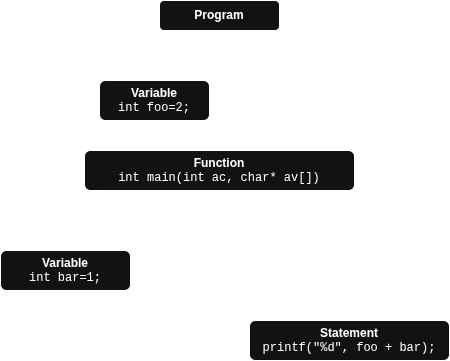 Program
Variable
int foo=2;
Function
int main(int ac, char* av[])
Variable
int bar=1;
Statement
printf("%d", foo + bar);